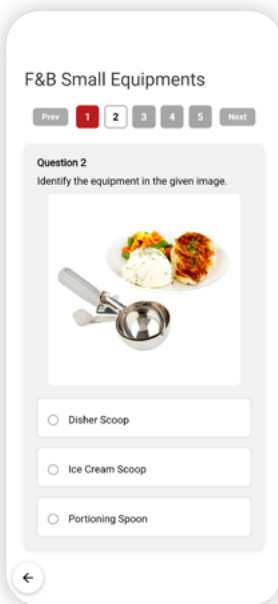 F&B Small Equipments
Prev 1 2 3 4 5 Next
Question 2
Identify the equipment in the given image.
Disher Scoop
Ice Cream Scoop
Portioning Spoon